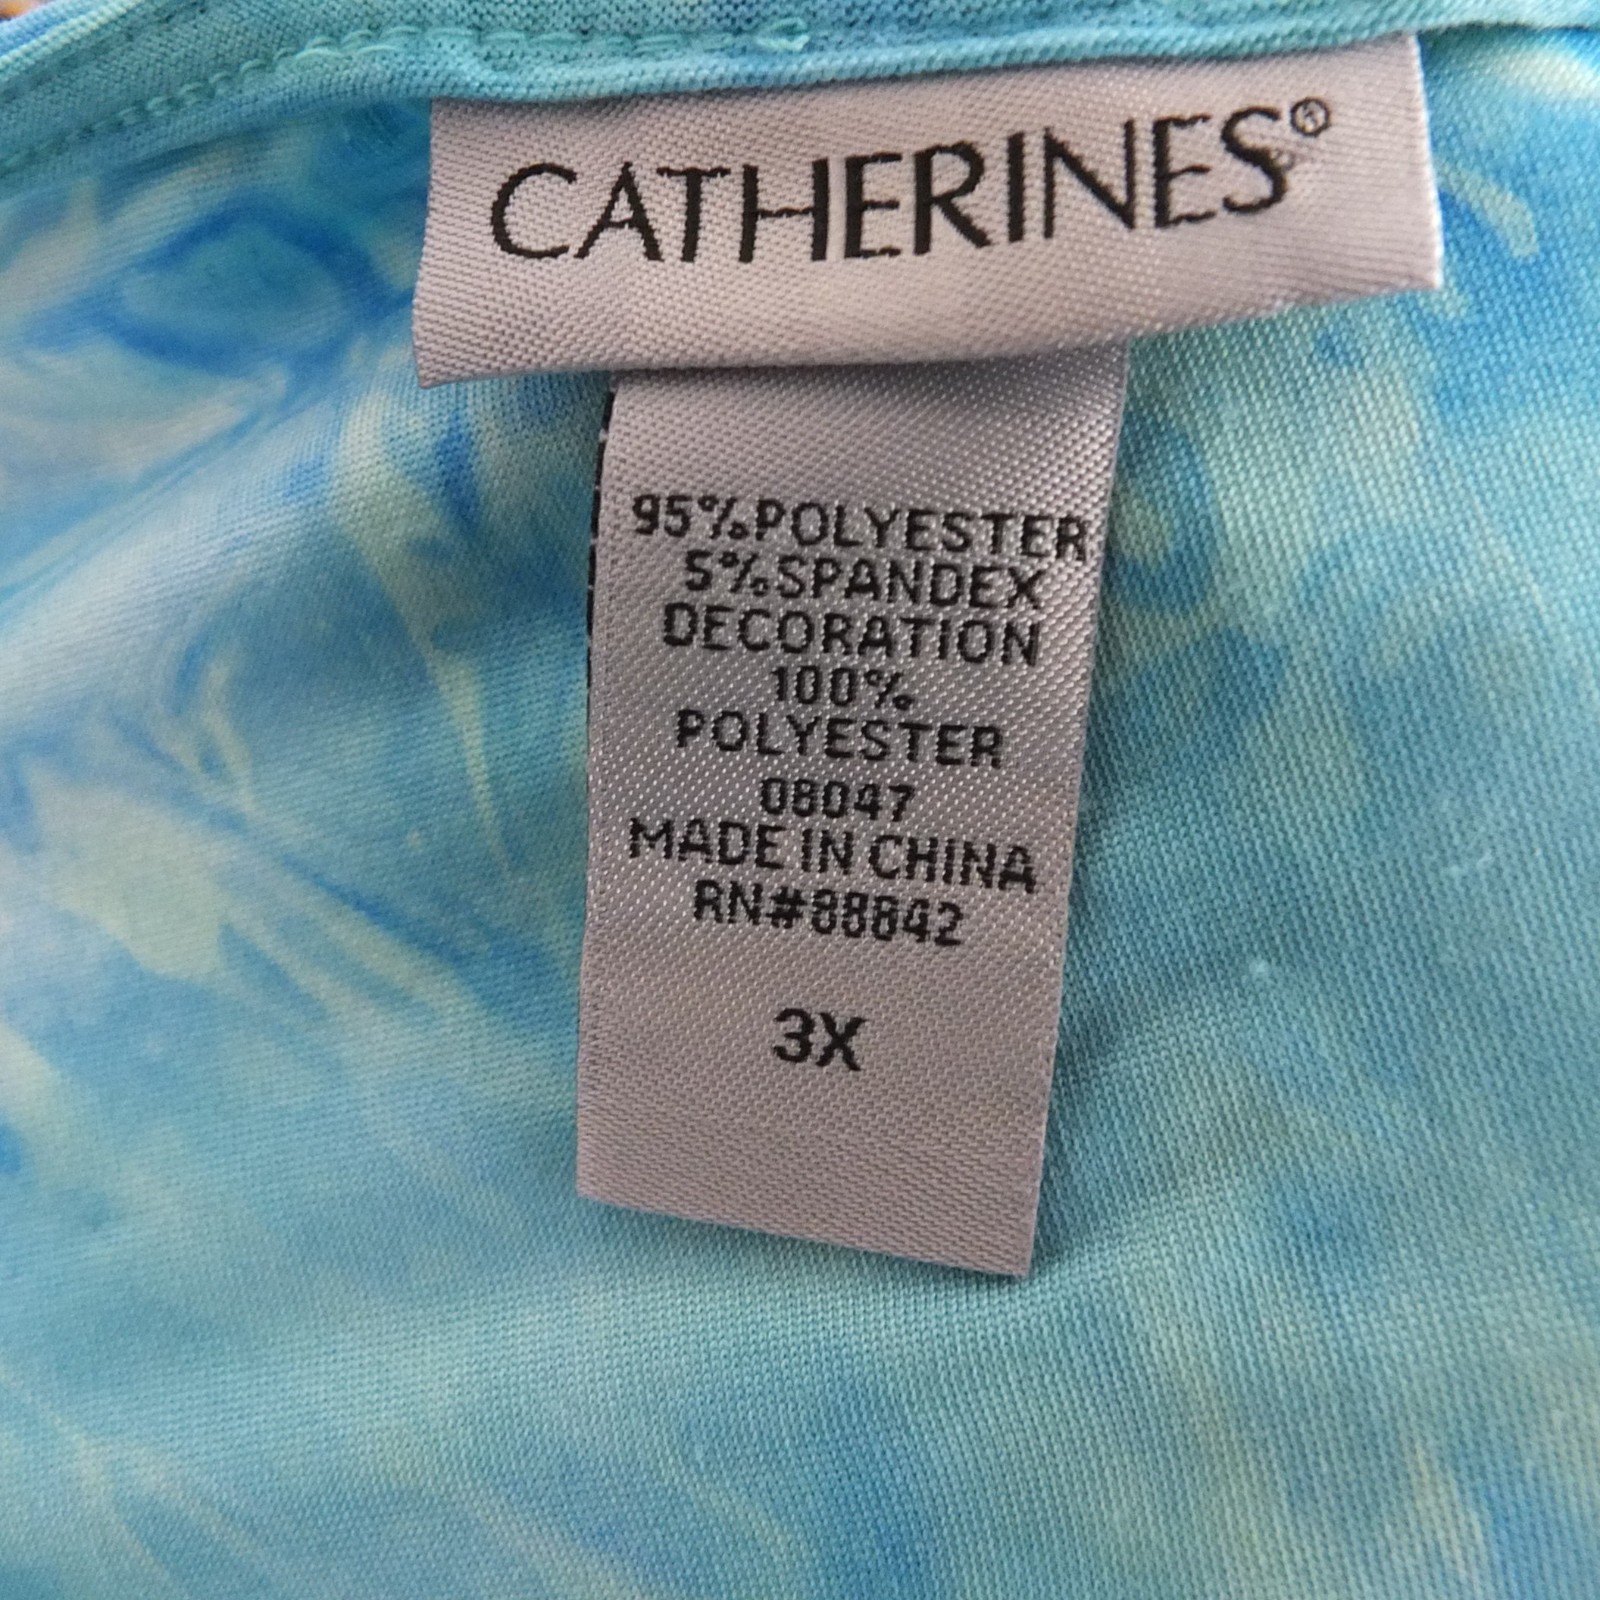 CATHERINES®
95%POLYESTER
5%SPANDEX
DECORATION
100%
POLYESTER
08047
MADE IN CHINA
RN#88842
3X